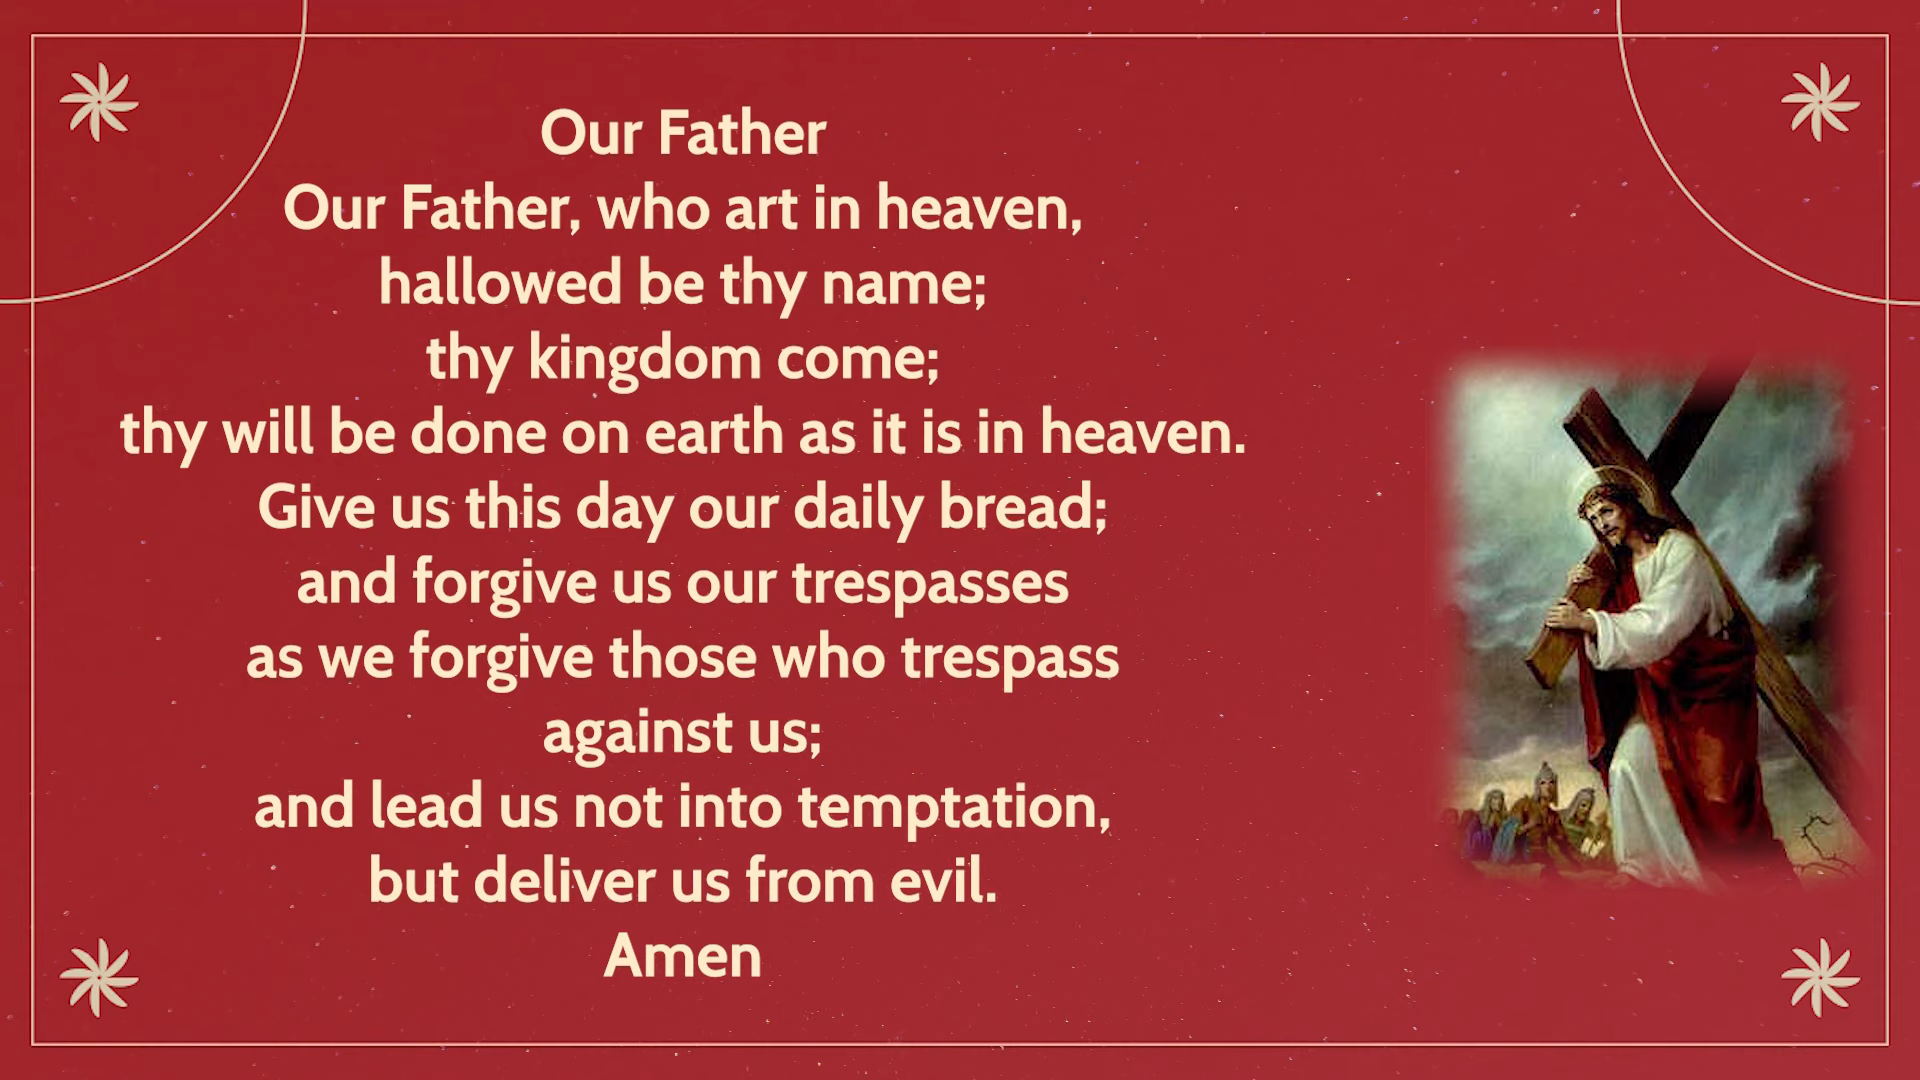 Our Father
Our Father, who art in heaven,
hallowed be thy name;
thy kingdom come;
thy will be done on earth as it is in heaven.
Give us this day our daily bread;
and forgive us our trespasses
as we forgive those who trespass
against us;
and lead us not into temptation,
but deliver us from evil.
Amen